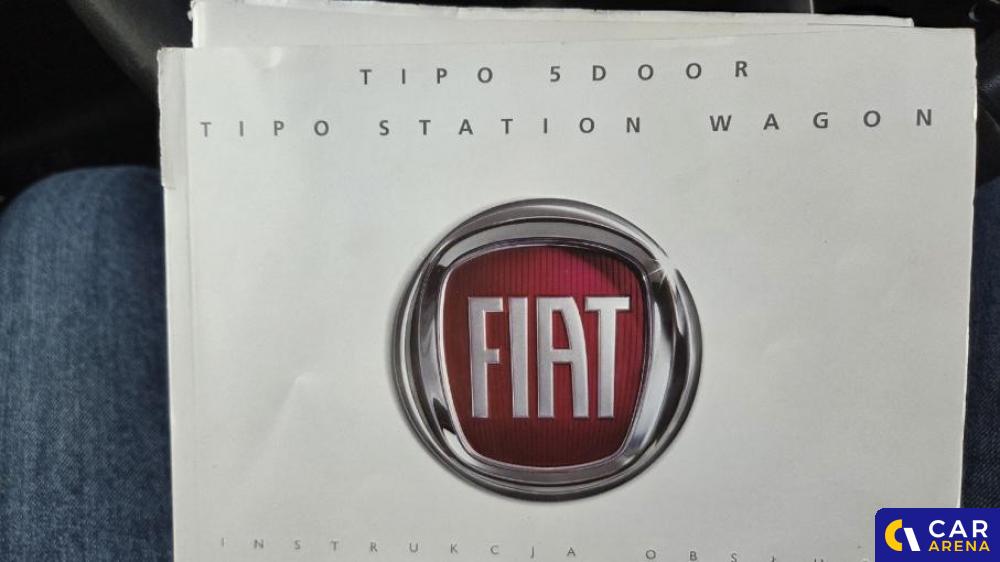 TIPO 5DOOR
TIPO STATION WAGON
FIAT
INSTRUKCJA
CAR
ARENA